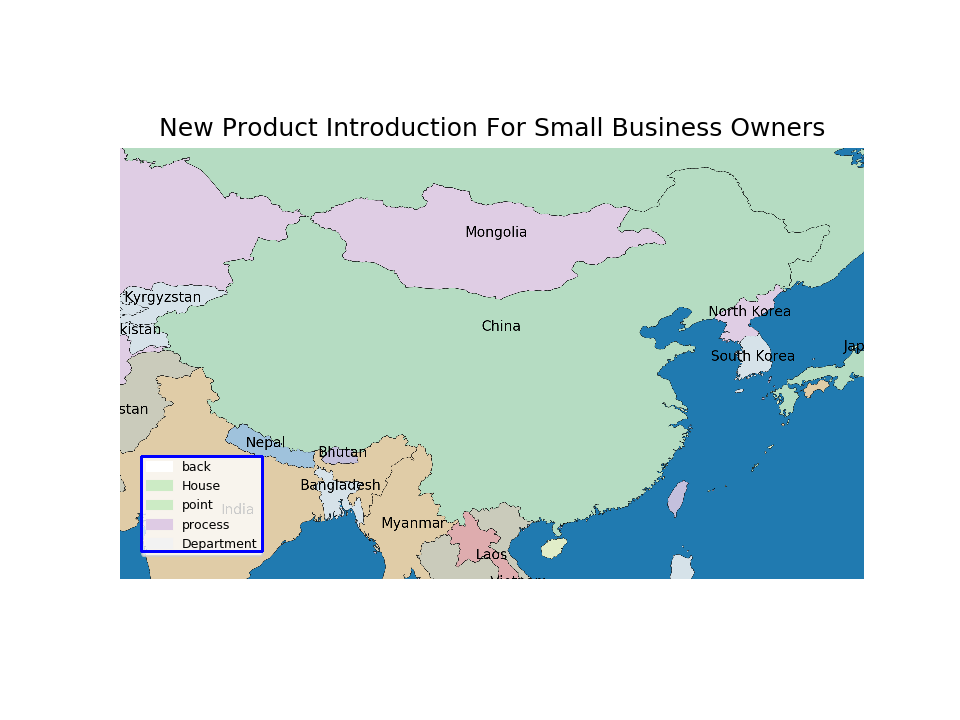 New Product Introduction For Small Business Owners
Mongolia
Kyrgyzstan
North Korea
China
kistan
Jap
South Korea
stan
Nepal
Bhutan
back
House
Bangladesh
point
India
process
Myanmar
Department
Laos
Vietnam